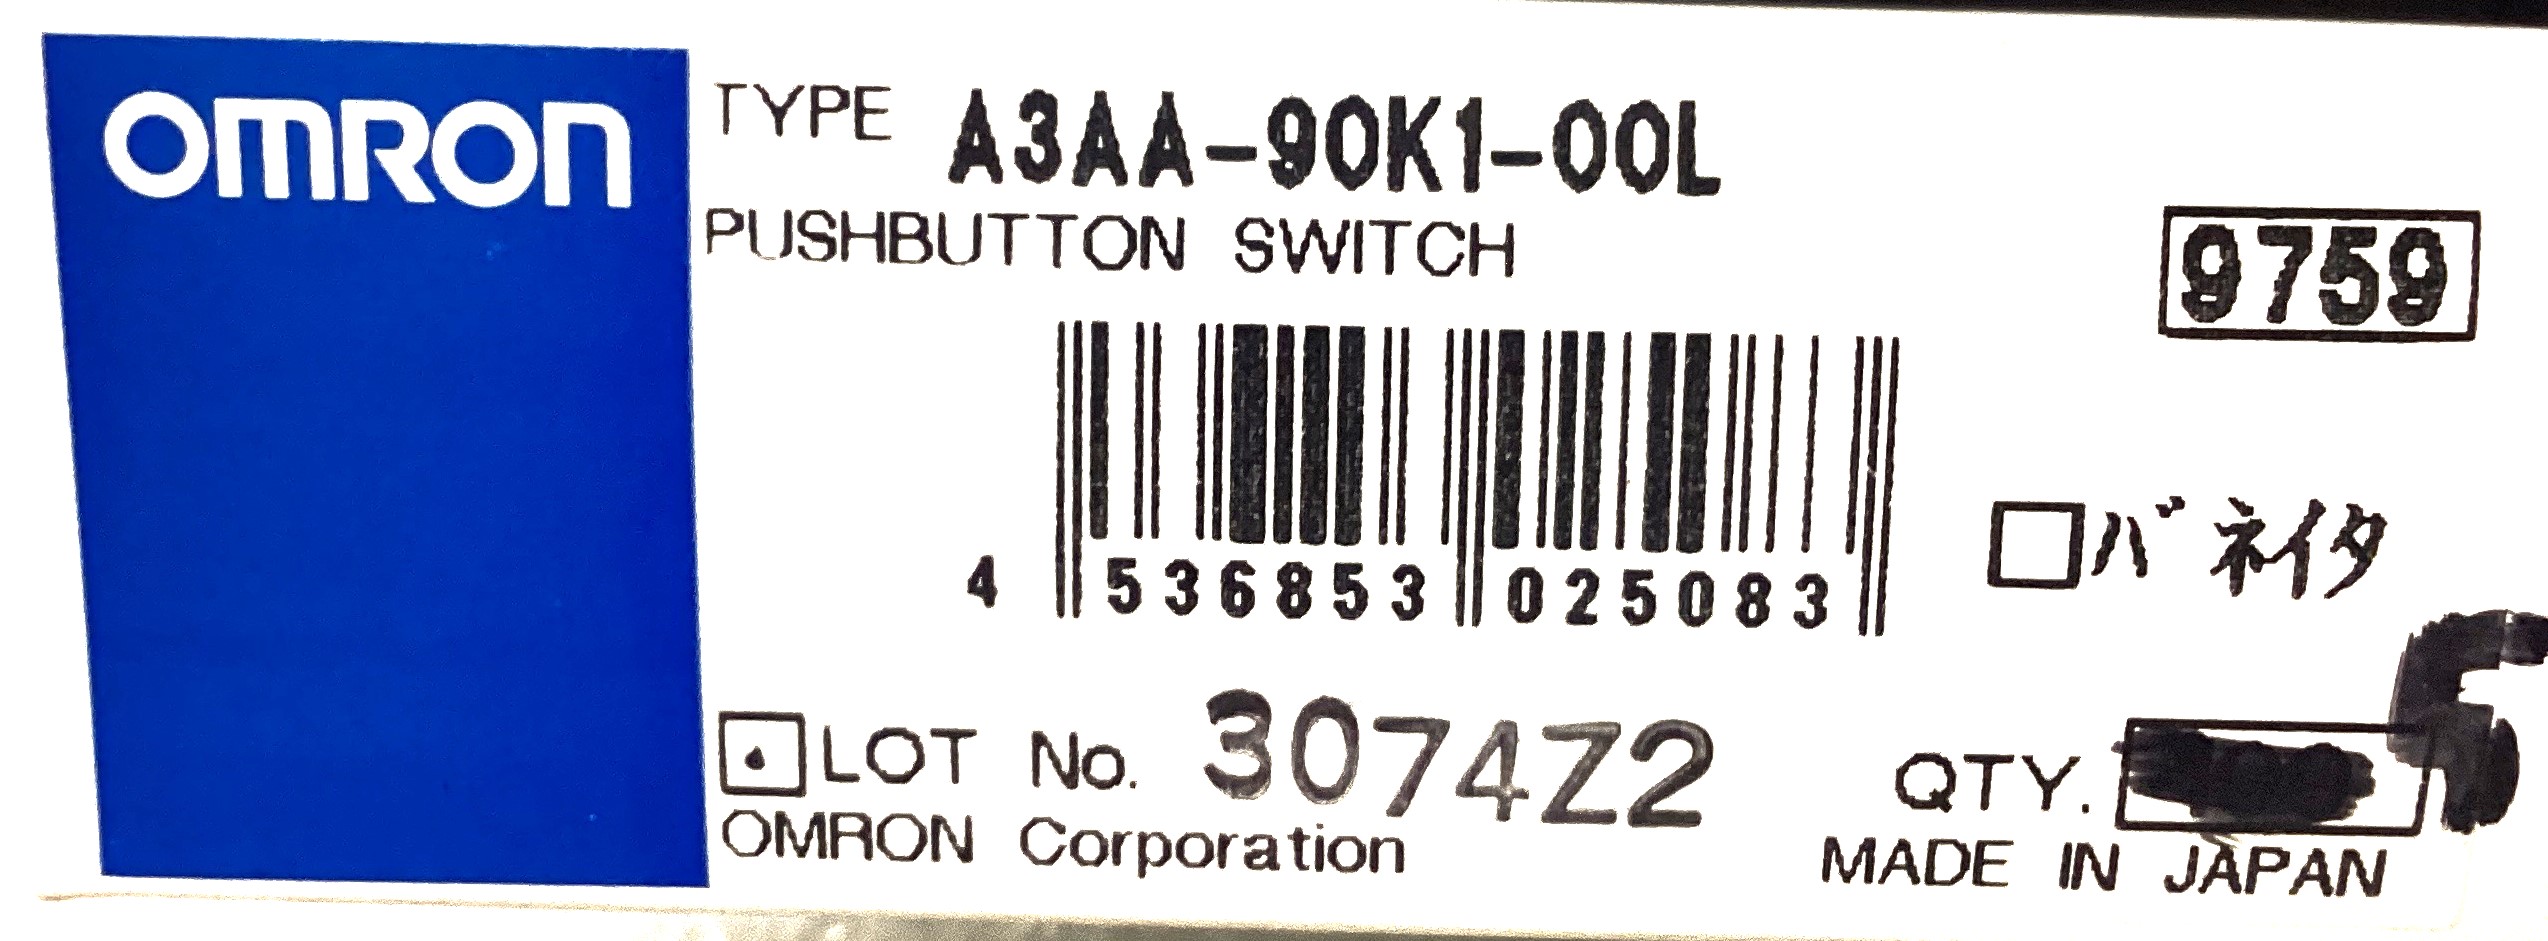 OMRON
TYPE A3AA-90K1-00L
PUSHBUTTON SWITCH
9759
4 536853 025083
バネイタ
LOT No. 3074Z2
QTY. 5
OMRON Corporation
MADE IN JAPAN